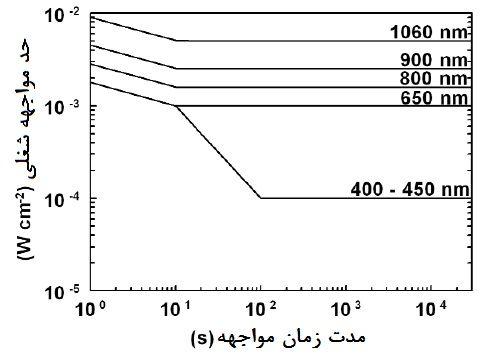 حد مواجهه شغلی (W cm⁻²)
10⁻²
10⁻³
10⁻⁴
10⁻⁵
1060 nm
900 nm
800 nm
650 nm
400 - 450 nm
10⁰ 10¹ 10² 10³ 10⁴
مدت زمان مواجهه (s)